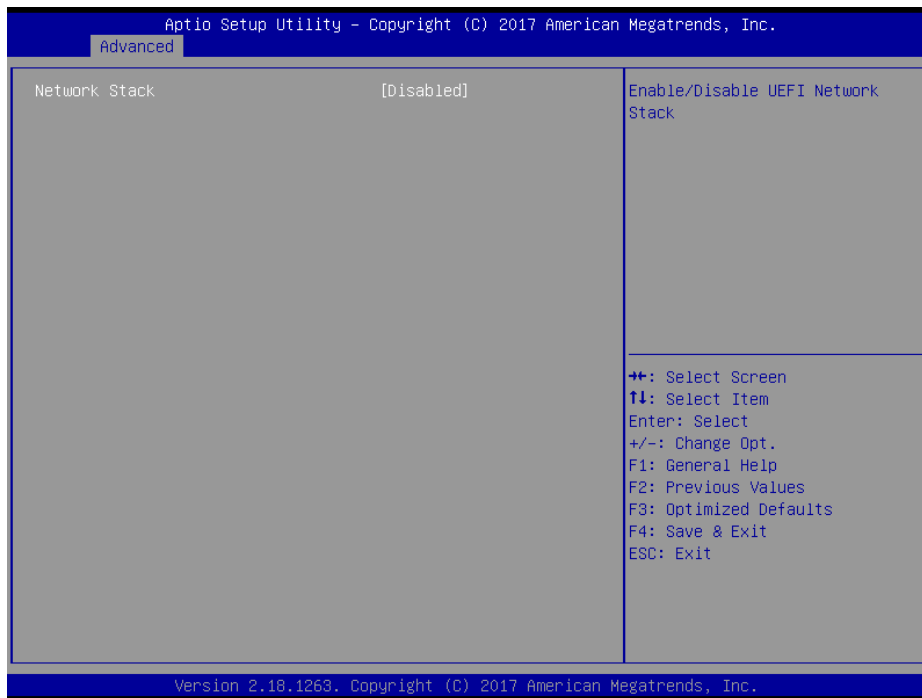 Aptio Setup Utility – Copyright (C) 2017 American Megatrends, Inc.
Advanced
Network Stack [Disabled]
Enable/Disable UEFI Network
Stack
→←: Select Screen
↑↓: Select Item
Enter: Select
+/-: Change Opt.
F1: General Help
F2: Previous Values
F3: Optimized Defaults
F4: Save & Exit
ESC: Exit
Version 2.18.1263. Copyright (C) 2017 American Megatrends, Inc.